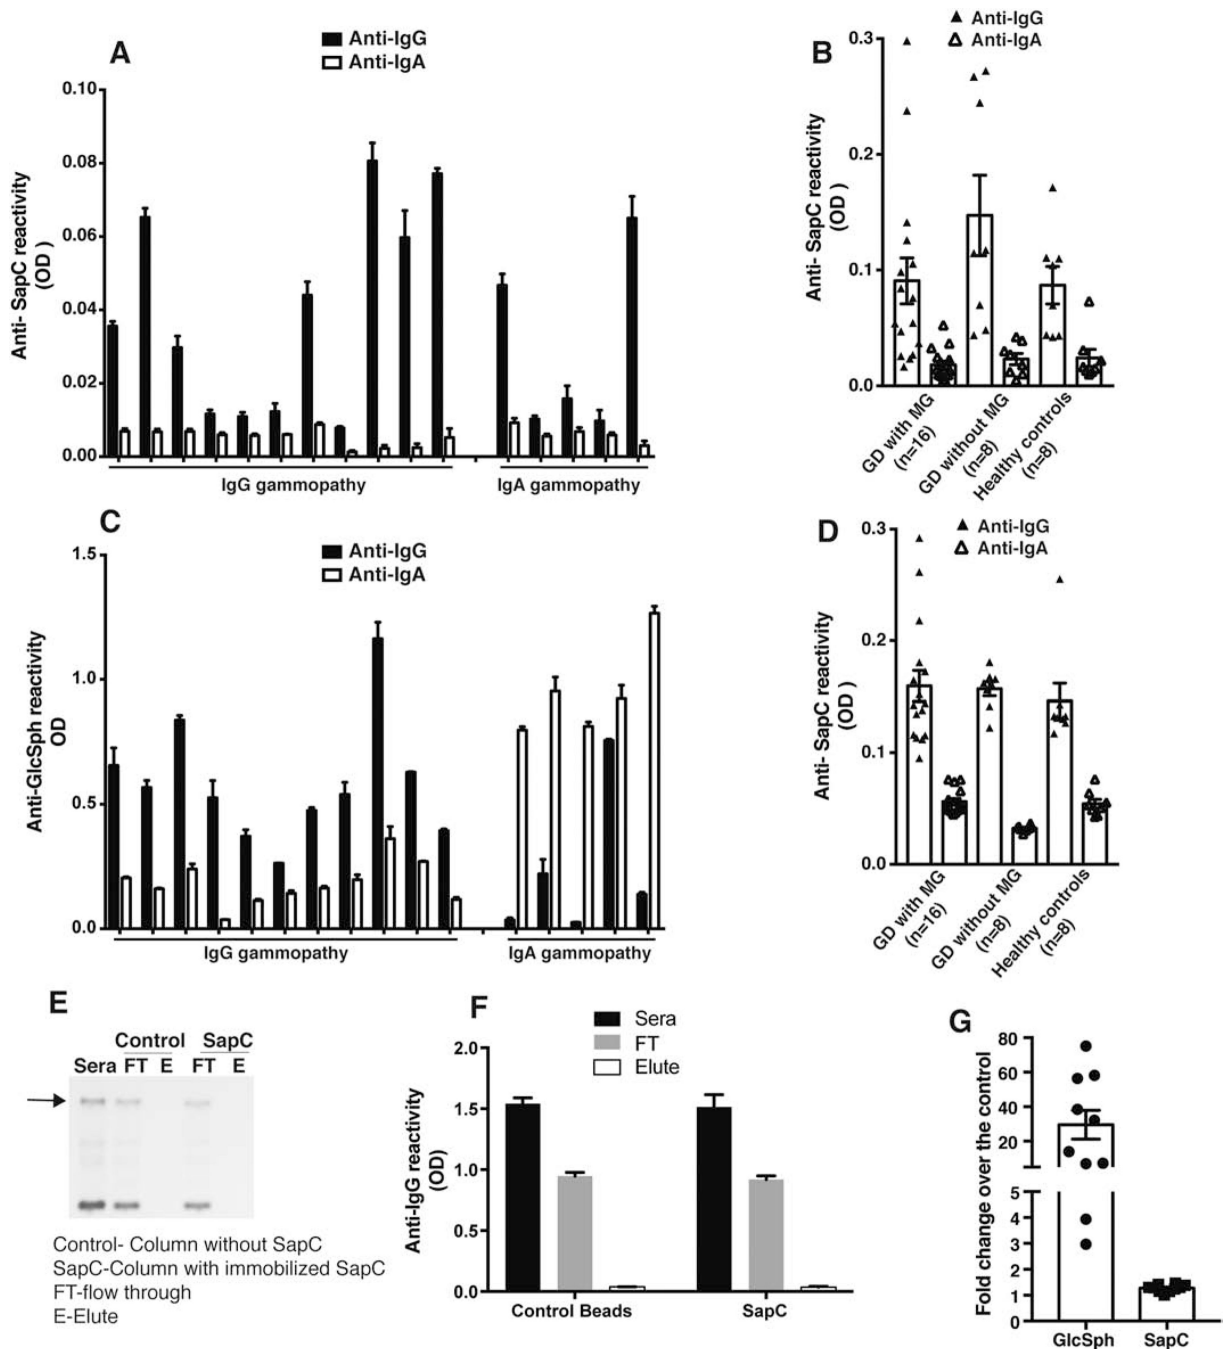 A
Anti-IgG
Anti-IgA
0.10
0.08
0.06
0.04
0.02
0.00
Anti- SapC reactivity
(OD )
IgG gammopathy
IgA gammopathy
B
Anti-IgG
Anti-IgA
0.3
0.2
0.1
0.0
Anti- SapC reactivity
(OD )
GD with MG
(n=16)
GD without MG
(n=8)
Healthy controls
(n=8)
C
Anti-IgG
Anti-IgA
1.5
1.0
0.5
0.0
Anti-GlcSph reactivity
OD
IgG gammopathy
IgA gammopathy
D
Anti-IgG
Anti-IgA
0.3
0.2
0.1
0.0
Anti- SapC reactivity
(OD )
GD with MG
(n=16)
GD without MG
(n=8)
Healthy controls
(n=8)
E
Control SapC
Sera FT E FT E
Control- Column without SapC
SapC-Column with immobilized SapC
FT-flow through
E-Elute
F
Sera
FT
Elute
2.0
1.5
1.0
0.5
0.0
Anti-IgG reactivity
(OD)
Control Beads
SapC
G
80
60
40
20
5
4
3
2
1
0
Fold change over the control
GlcSph
SapC